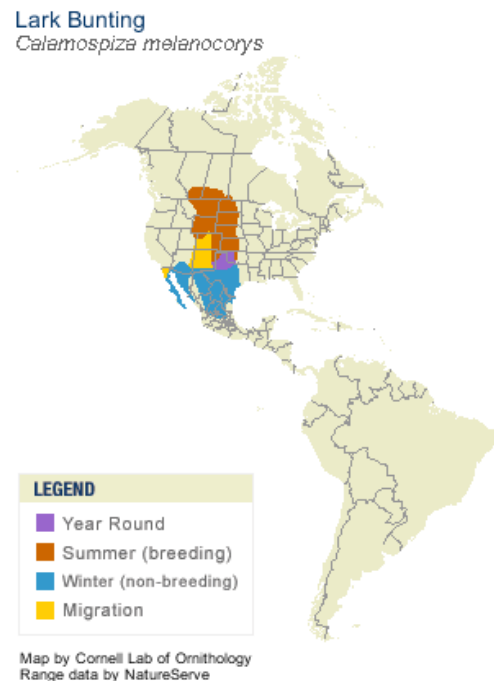 Lark Bunting
Calamospiza melanocorys
LEGEND
Year Round
Summer (breeding)
Winter (non-breeding)
Migration
Map by Cornell Lab of Ornithology
Range data by NatureServe